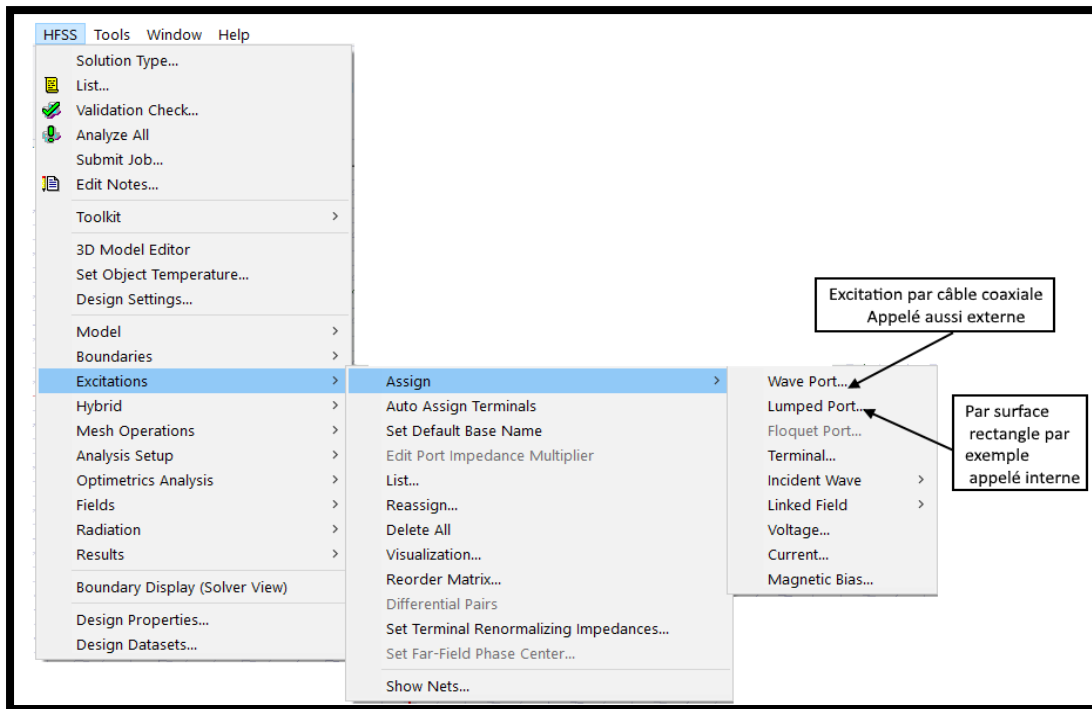 HFSS Tools Window Help
Solution Type...
List...
Validation Check...
Analyze All
Submit Job...
Edit Notes...
Toolkit
3D Model Editor
Set Object Temperature...
Design Settings...
Model
Boundaries
Excitations
Hybrid
Mesh Operations
Analysis Setup
Optimetrics Analysis
Fields
Radiation
Results
Boundary Display (Solver View)
Design Properties...
Design Datasets...
Assign
Auto Assign Terminals
Set Default Base Name
Edit Port Impedance Multiplier
List...
Reassign...
Delete All
Visualization...
Reorder Matrix...
Differential Pairs
Set Terminal Renormalizing Impedances...
Set Far-Field Phase Center...
Show Nets...
Wave Port...
Lumped Port...
Floquet Port...
Terminal...
Incident Wave
Linked Field
Voltage...
Current...
Magnetic Bias...
Excitation par câble coaxiale
Appelé aussi externe
Par surface
rectangle par
exemple
appelé interne